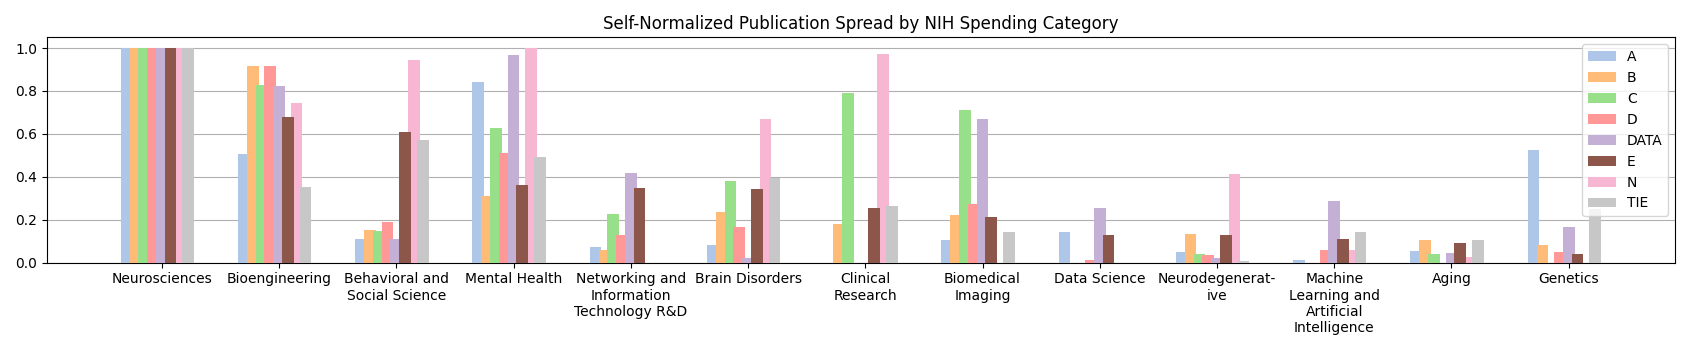 Self-Normalized Publication Spread by NIH Spending Category
1.0
0.8
0.6
0.4
0.2
0.0
A
B
C
D
DATA
E
N
TIE
Neurosciences
Bioengineering
Behavioral and
Social Science
Mental Health
Networking and
Information
Technology R&D
Brain Disorders
Clinical
Research
Biomedical
Imaging
Data Science
Neurodegenerat-
ive
Machine
Learning and
Artificial
Intelligence
Aging
Genetics